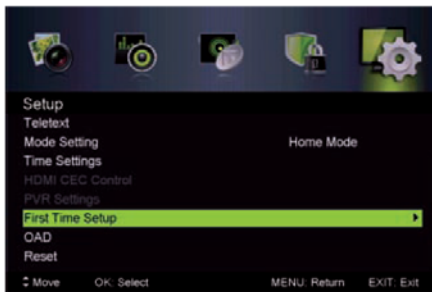 Setup
Teletext
Mode Setting Home Mode
Time Settings
HDMI CEC Control
PVR Settings
First Time Setup
OAD
Reset
Move OK: Select MENU: Return EXIT: Exit